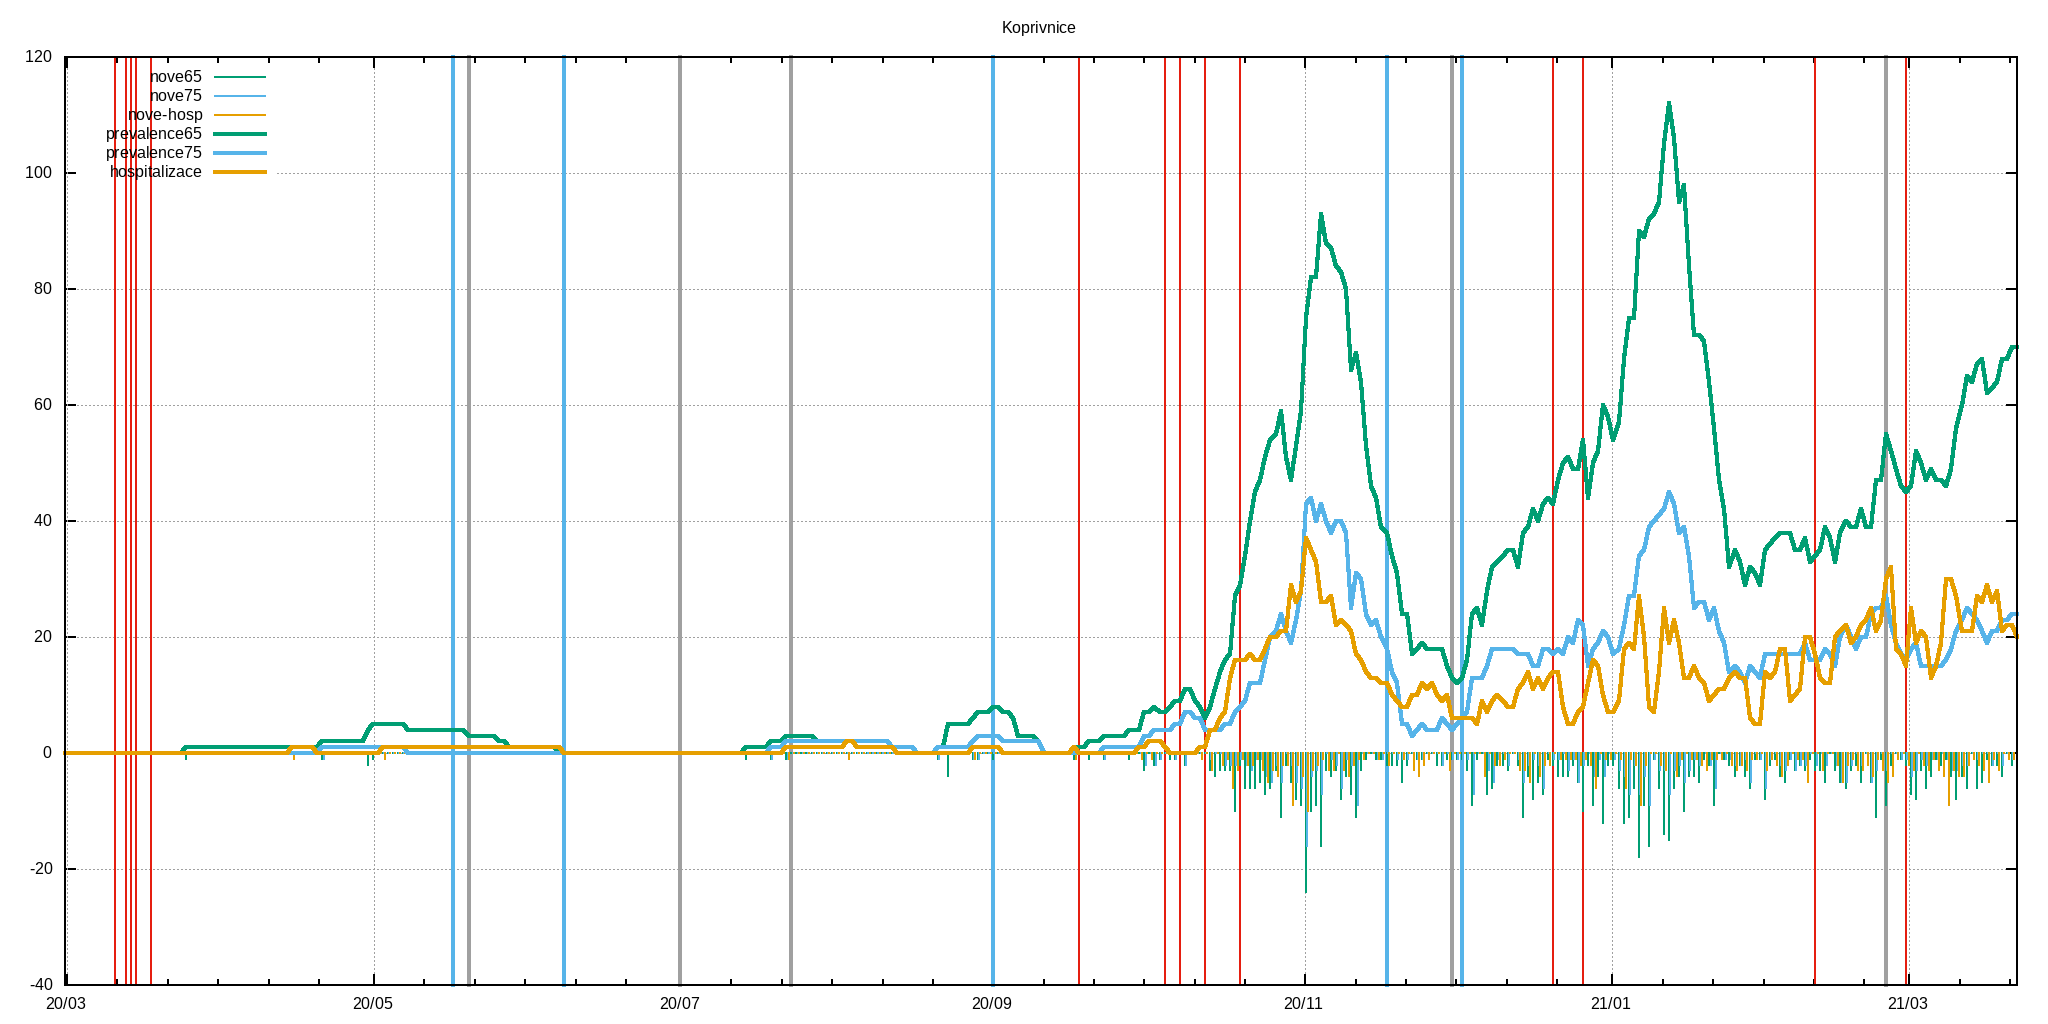 Koprivnice
120
nove65
nove75
nove-hosp
prevalence65
prevalence75
hospitalizace
100
80
60
40
20
0
-20
-40
20/03 20/05 20/07 20/09 20/11 21/01 21/03